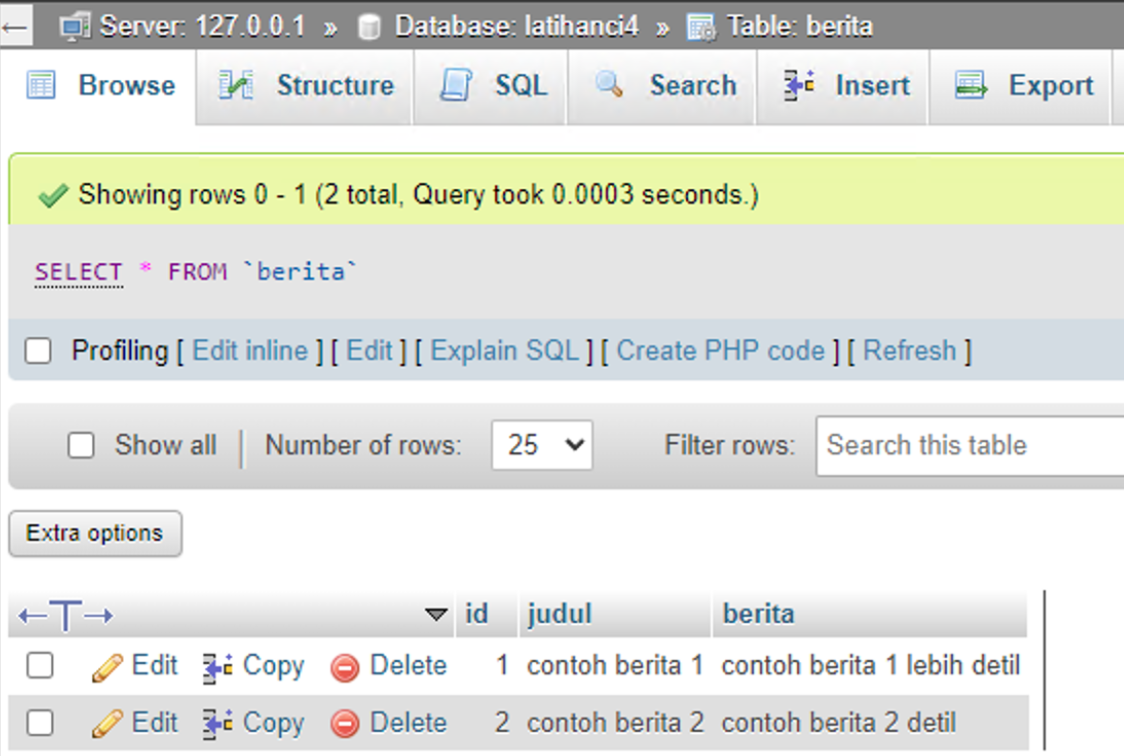 Server: 127.0.0.1 » Database: latihanci4 » Table: berita
Browse Structure SQL Search Insert Export
Showing rows 0 - 1 (2 total, Query took 0.0003 seconds.)
SELECT * FROM `berita`
Profiling [ Edit inline ] [ Edit ] [ Explain SQL ] [ Create PHP code ] [ Refresh ]
Show all Number of rows: 25 Filter rows: Search this table
Extra options
id judul berita
Edit Copy Delete 1 contoh berita 1 contoh berita 1 lebih detil
Edit Copy Delete 2 contoh berita 2 contoh berita 2 detil